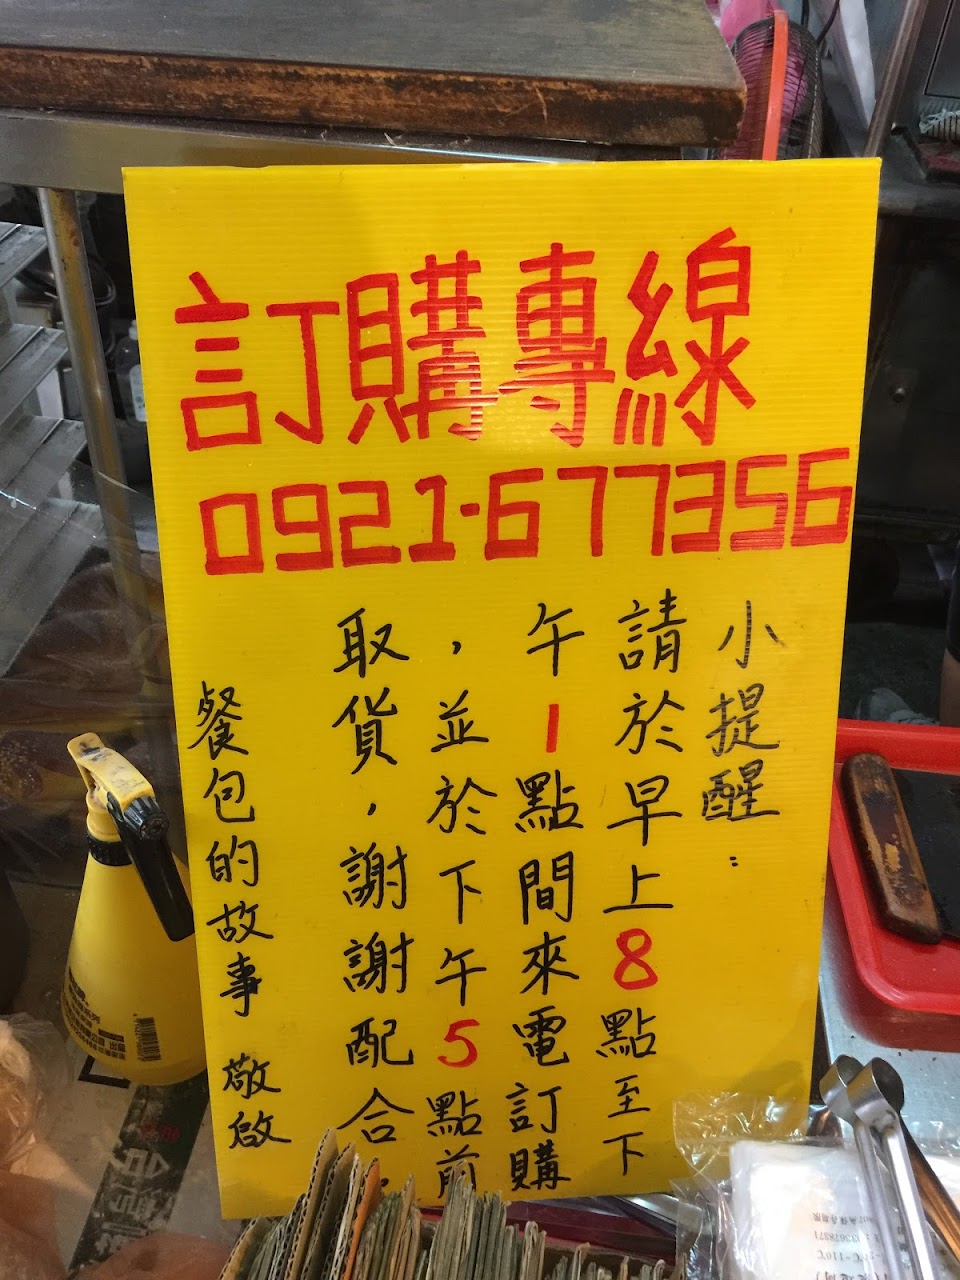 訂購專線
0921-677356
小提醒：
請於早上8點至下
午1點間來電訂購
，並於下午5點前
取貨，謝謝配合。
餐包的故事 敬啟